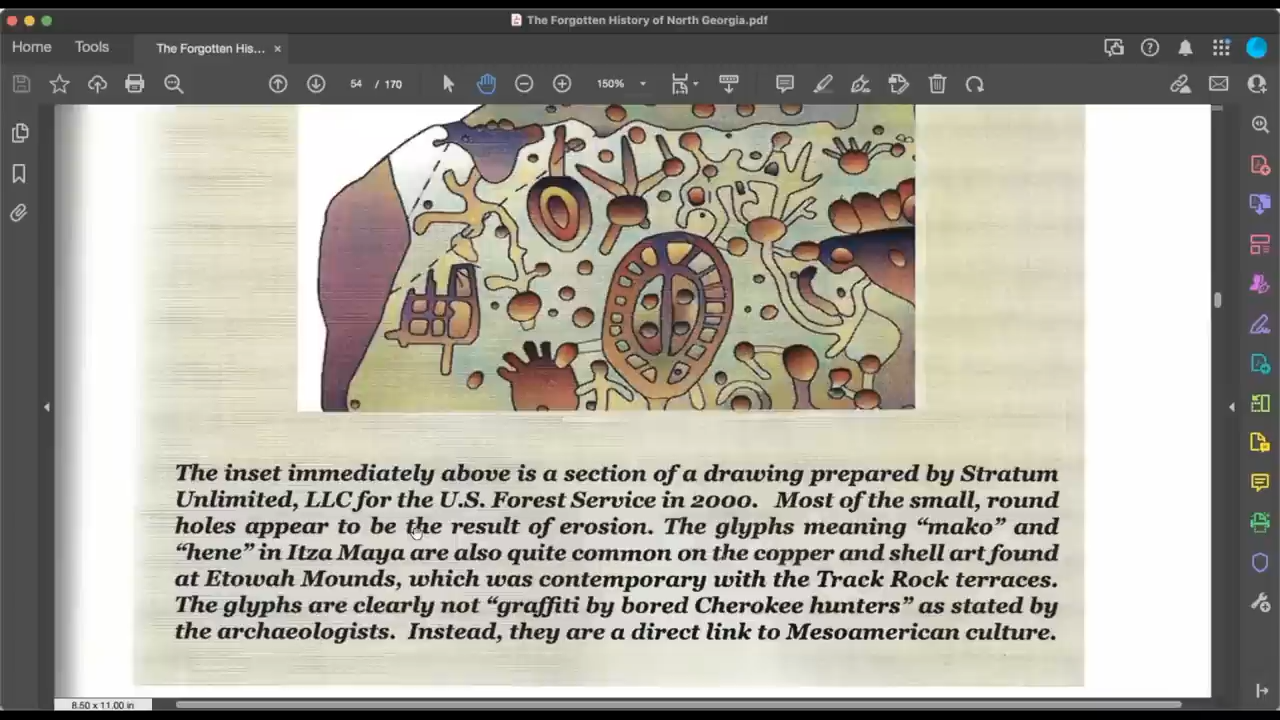 The Forgotten History of North Georgia.pdf
Home Tools The Forgotten His... ×
54 / 170 150%
The inset immediately above is a section of a drawing prepared by Stratum
Unlimited, LLC for the U.S. Forest Service in 2000. Most of the small, round
holes appear to be the result of erosion. The glyphs meaning “mako” and
“hene” in Itza Maya are also quite common on the copper and shell art found
at Etowah Mounds, which was contemporary with the Track Rock terraces.
The glyphs are clearly not “graffiti by bored Cherokee hunters” as stated by
the archaeologists. Instead, they are a direct link to Mesoamerican culture.
8.50 x 11.00 in